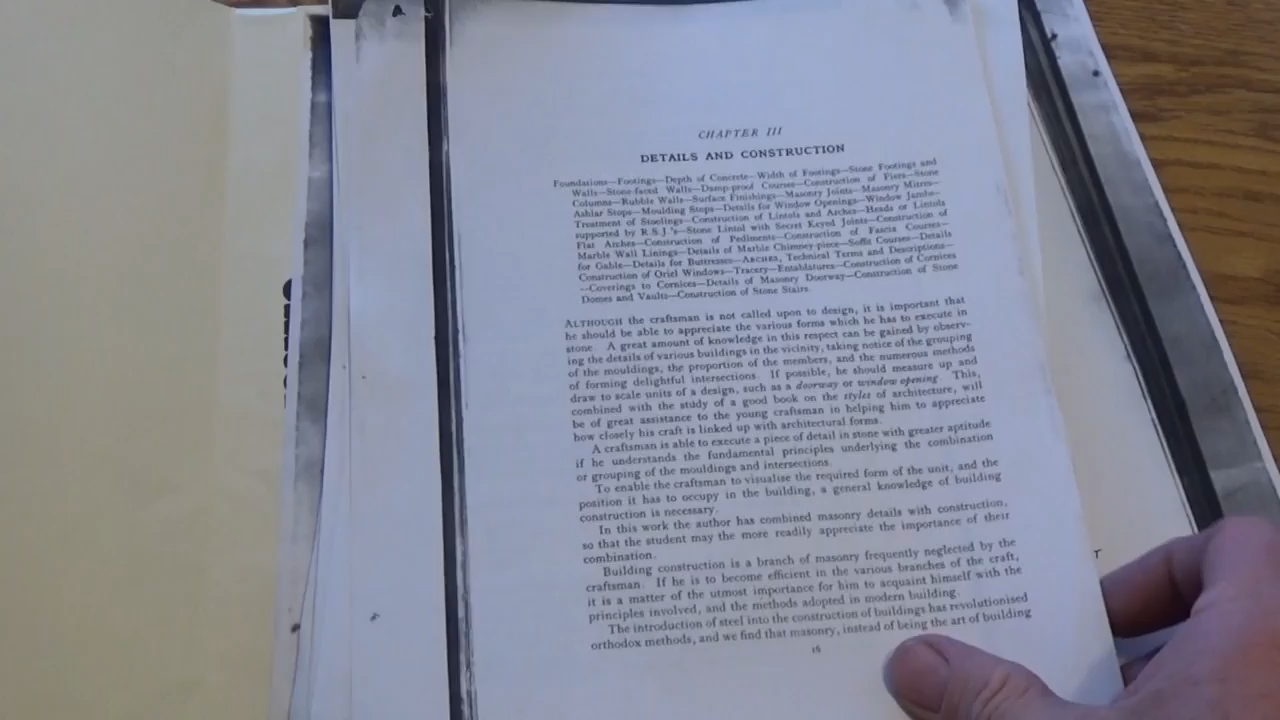 CHAPTER III
DETAILS AND CONSTRUCTION
Foundations—Footings—Depth of Concrete—Width of Footings—Stone Footings and
Walls—Stone-faced Walls—Damp-proof Courses—Construction of Piers—Stone
Columns—Rubble Walls—Surface Finishings—Masonry Joints—Masonry Mitres—
Ashlar Stops—Moulding Stops—Details for Window Openings—Window Jambs—
Treatment of Stoolings—Construction of Lintols and Arches—Heads or Lintols
supported by R.S.J.'s—Stone Lintol with Secret Keyed Joints—Construction of
Flat Arches—Construction of Pediments—Construction of Fascia Courses—
Marble Wall Linings—Details of Marble Chimney-piece—Soffit Courses—Details
for Gable—Details for Buttresses—ARCHES, Technical Terms and Descriptions—
Construction of Oriel Windows—Tracery—Entablatures—Construction of Cornices
—Coverings to Cornices—Details of Masonry Doorway—Construction of Stone
Domes and Vaults—Construction of Stone Stairs.
ALTHOUGH the craftsman is not called upon to design, it is important that
he should be able to appreciate the various forms which he has to execute in
stone. A great amount of knowledge in this respect can be gained by observ-
ing the details of various buildings in the vicinity, taking notice of the grouping
of the mouldings, the proportion of the members, and the numerous methods
of forming delightful intersections. If possible, he should measure up and
draw to scale units of a design, such as a doorway or window opening. This,
combined with the study of a good book on the styles of architecture, will
be of great assistance to the young craftsman in helping him to appreciate
how closely his craft is linked up with architectural forms.
A craftsman is able to execute a piece of detail in stone with greater aptitude
if he understands the fundamental principles underlying the combination
or grouping of the mouldings and intersections.
To enable the craftsman to visualise the required form of the unit, and the
position it has to occupy in the building, a general knowledge of building
construction is necessary.
In this work the author has combined masonry details with construction,
so that the student may the more readily appreciate the importance of their
combination.
Building construction is a branch of masonry frequently neglected by the
craftsman. If he is to become efficient in the various branches of the craft,
it is a matter of the utmost importance for him to acquaint himself with the
principles involved, and the methods adopted in modern building.
The introduction of steel into the construction of buildings has revolutionised
orthodox methods, and we find that masonry, instead of being the art of building